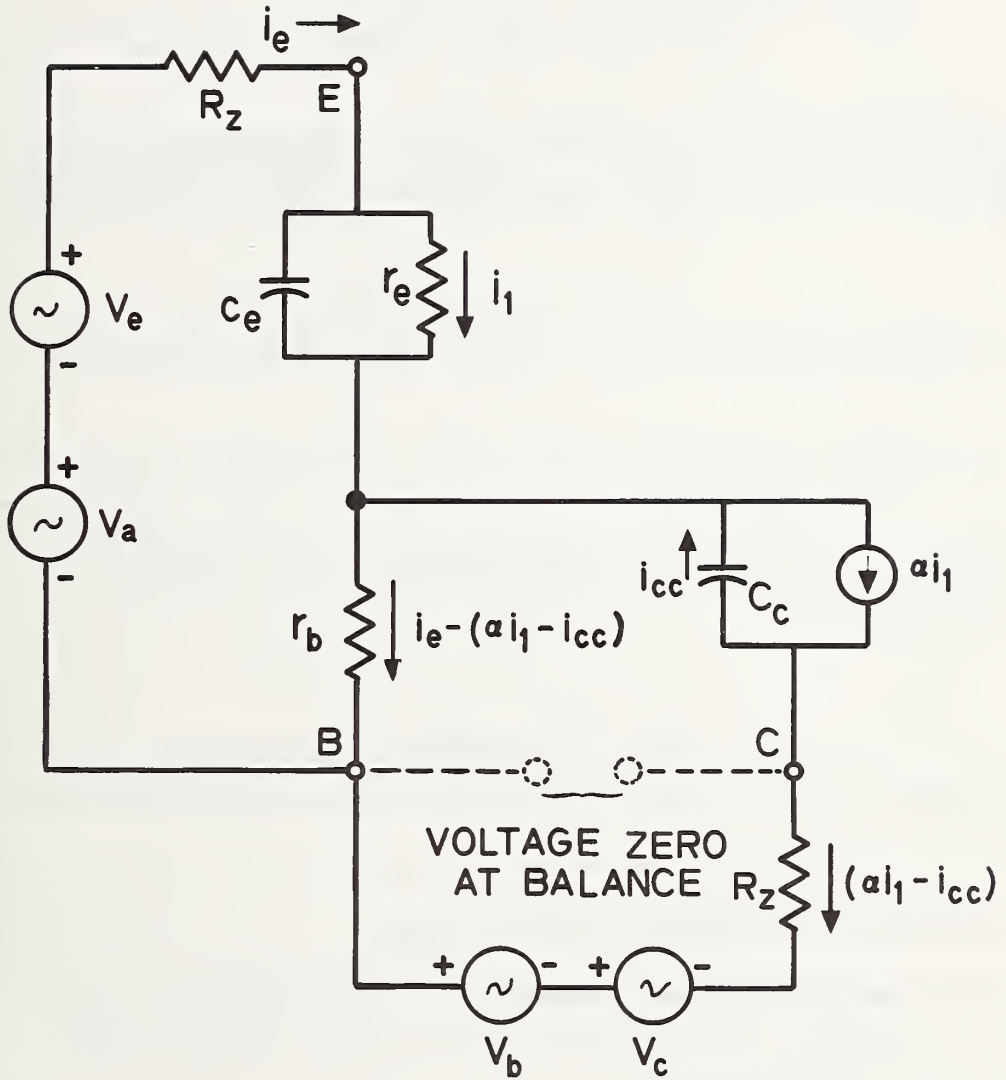 i_e
R_z
E
+
V_e
-
c_e
r_e
i_1
+
V_a
-
i_cc
C_c
αi_1
r_b
i_e-(αi_1-i_cc)
B
C
VOLTAGE ZERO
AT BALANCE
R_z
(αi_1-i_cc)
+
-
+
-
V_b
V_c